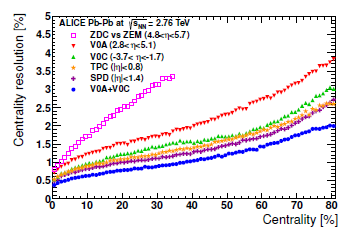 Centrality resolution [%]
5
4.5
4
3.5
3
2.5
2
1.5
1
0.5
0
ALICE Pb-Pb at √sNN = 2.76 TeV
ZDC vs ZEM (4.8<η<5.7)
V0A (2.8<η<5.1)
V0C (-3.7< η<-1.7)
TPC (|η|<0.8)
SPD (|η|<1.4)
V0A+V0C
0 10 20 30 40 50 60 70 80
Centrality [%]